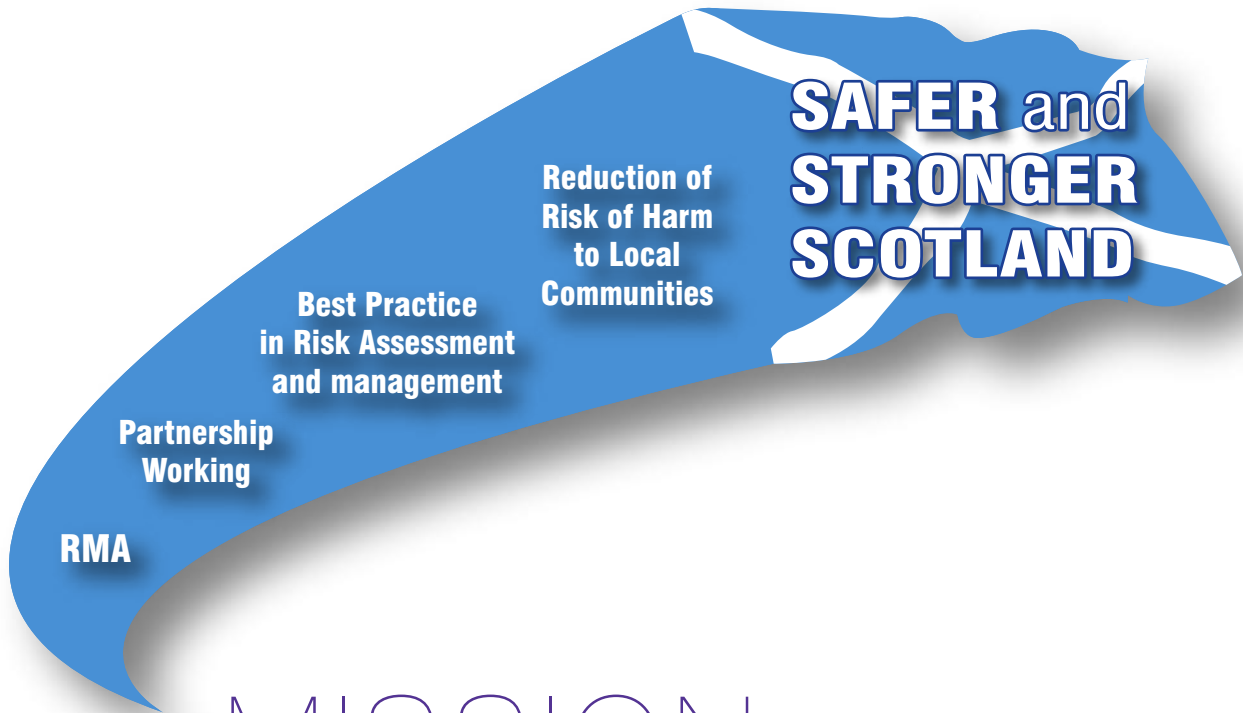 SAFER and
STRONGER
SCOTLAND
Reduction of
Risk of Harm
to Local
Communities
Best Practice
in Risk Assessment
and management
Partnership
Working
RMA
MISSION